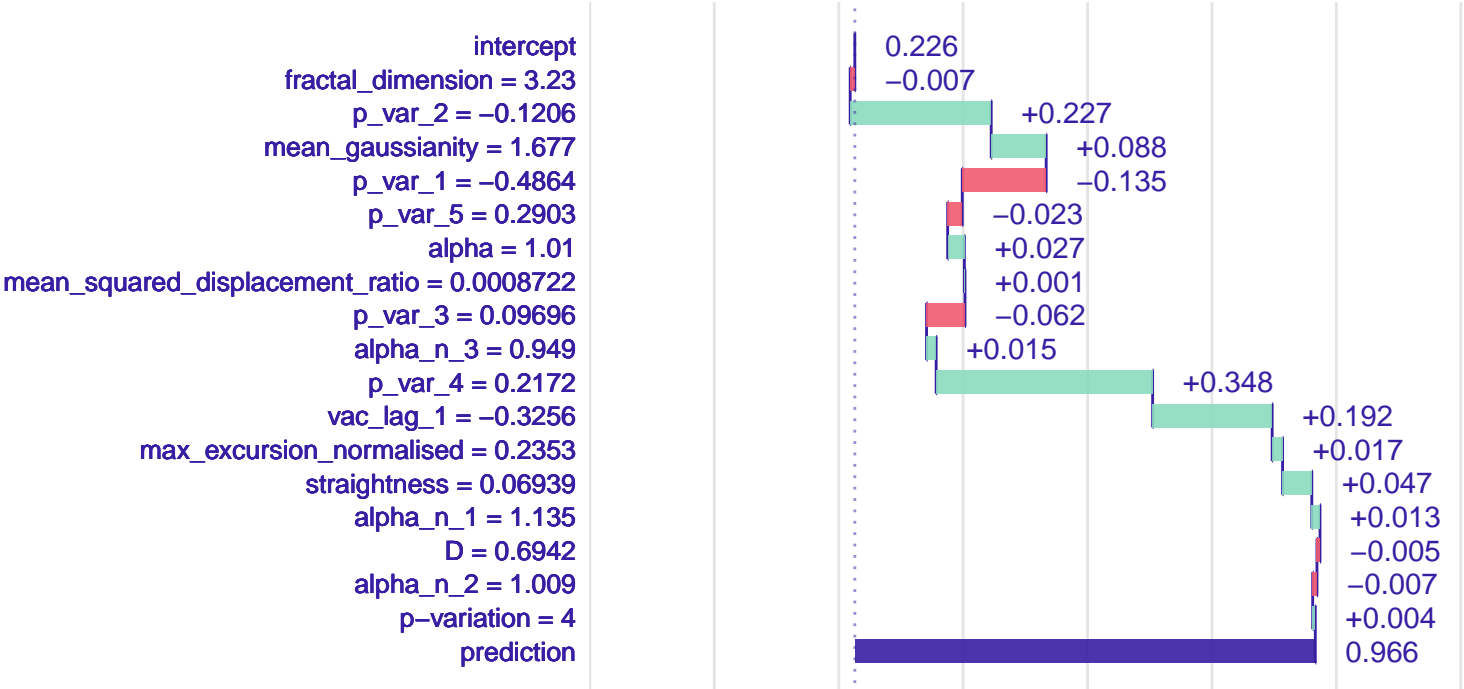 intercept 0.226
fractal_dimension = 3.23 −0.007
p_var_2 = −0.1206 +0.227
mean_gaussianity = 1.677 +0.088
p_var_1 = −0.4864 −0.135
p_var_5 = 0.2903 −0.023
alpha = 1.01 +0.027
mean_squared_displacement_ratio = 0.0008722 +0.001
p_var_3 = 0.09696 −0.062
alpha_n_3 = 0.949 +0.015
p_var_4 = 0.2172 +0.348
vac_lag_1 = −0.3256 +0.192
max_excursion_normalised = 0.2353 +0.017
straightness = 0.06939 +0.047
alpha_n_1 = 1.135 +0.013
D = 0.6942 −0.005
alpha_n_2 = 1.009 −0.007
p−variation = 4 +0.004
prediction 0.966